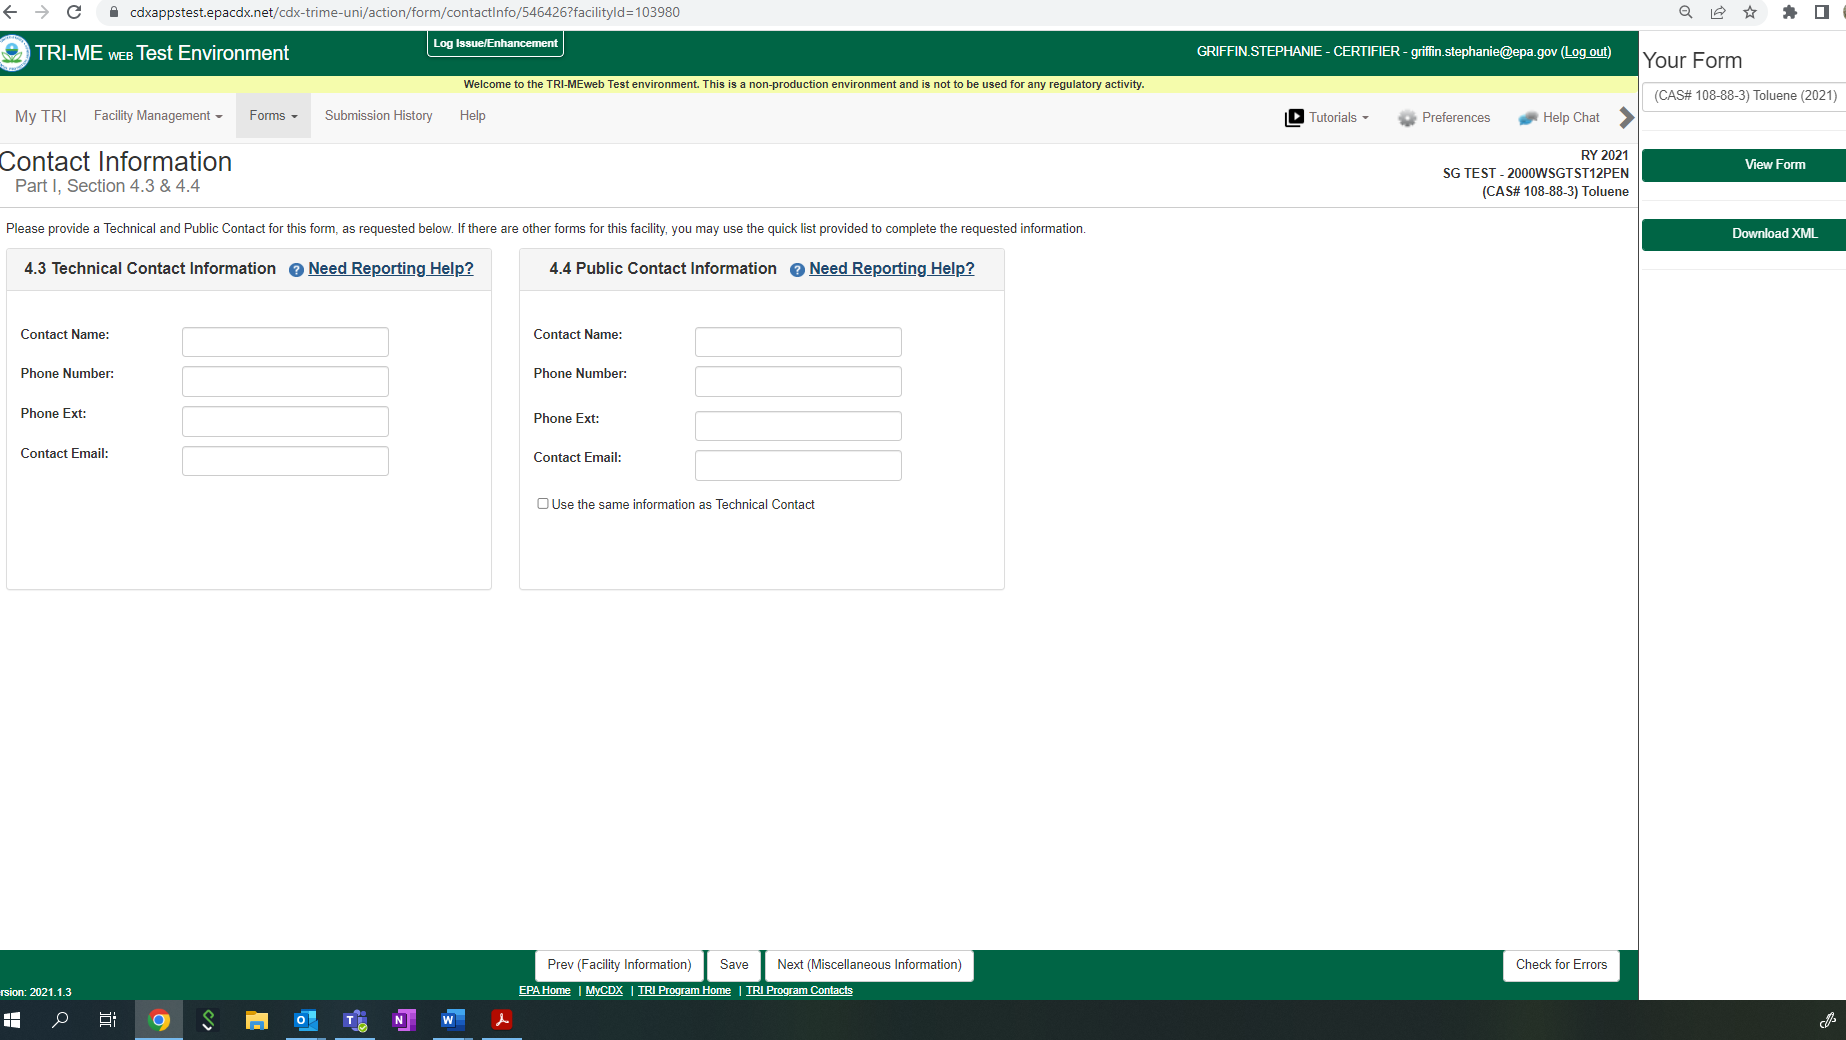 cdxappstest.epacdx.net/cdx-trime-uni/action/form/contactInfo/546426?facilityId=103980
TRI-ME WEB Test Environment
Log Issue/Enhancement
GRIFFIN.STEPHANIE - CERTIFIER - griffin.stephanie@epa.gov (Log out)
Welcome to the TRI-MEweb Test environment. This is a non-production environment and is not to be used for any regulatory activity.
My TRI Facility Management Forms Submission History Help Tutorials Preferences Help Chat
Contact Information
Part I, Section 4.3 & 4.4
RY 2021
SG TEST - 2000WSGTST12PEN
(CAS# 108-88-3) Toluene
Please provide a Technical and Public Contact for this form, as requested below. If there are other forms for this facility, you may use the quick list provided to complete the requested information.
4.3 Technical Contact Information ? Need Reporting Help?
Contact Name:
Phone Number:
Phone Ext:
Contact Email:
4.4 Public Contact Information ? Need Reporting Help?
Contact Name:
Phone Number:
Phone Ext:
Contact Email:
Use the same information as Technical Contact
Your Form
(CAS# 108-88-3) Toluene (2021)
View Form
Download XML
Prev (Facility Information) Save Next (Miscellaneous Information) Check for Errors
rsion: 2021.1.3
EPA Home | MyCDX | TRI Program Home | TRI Program Contacts